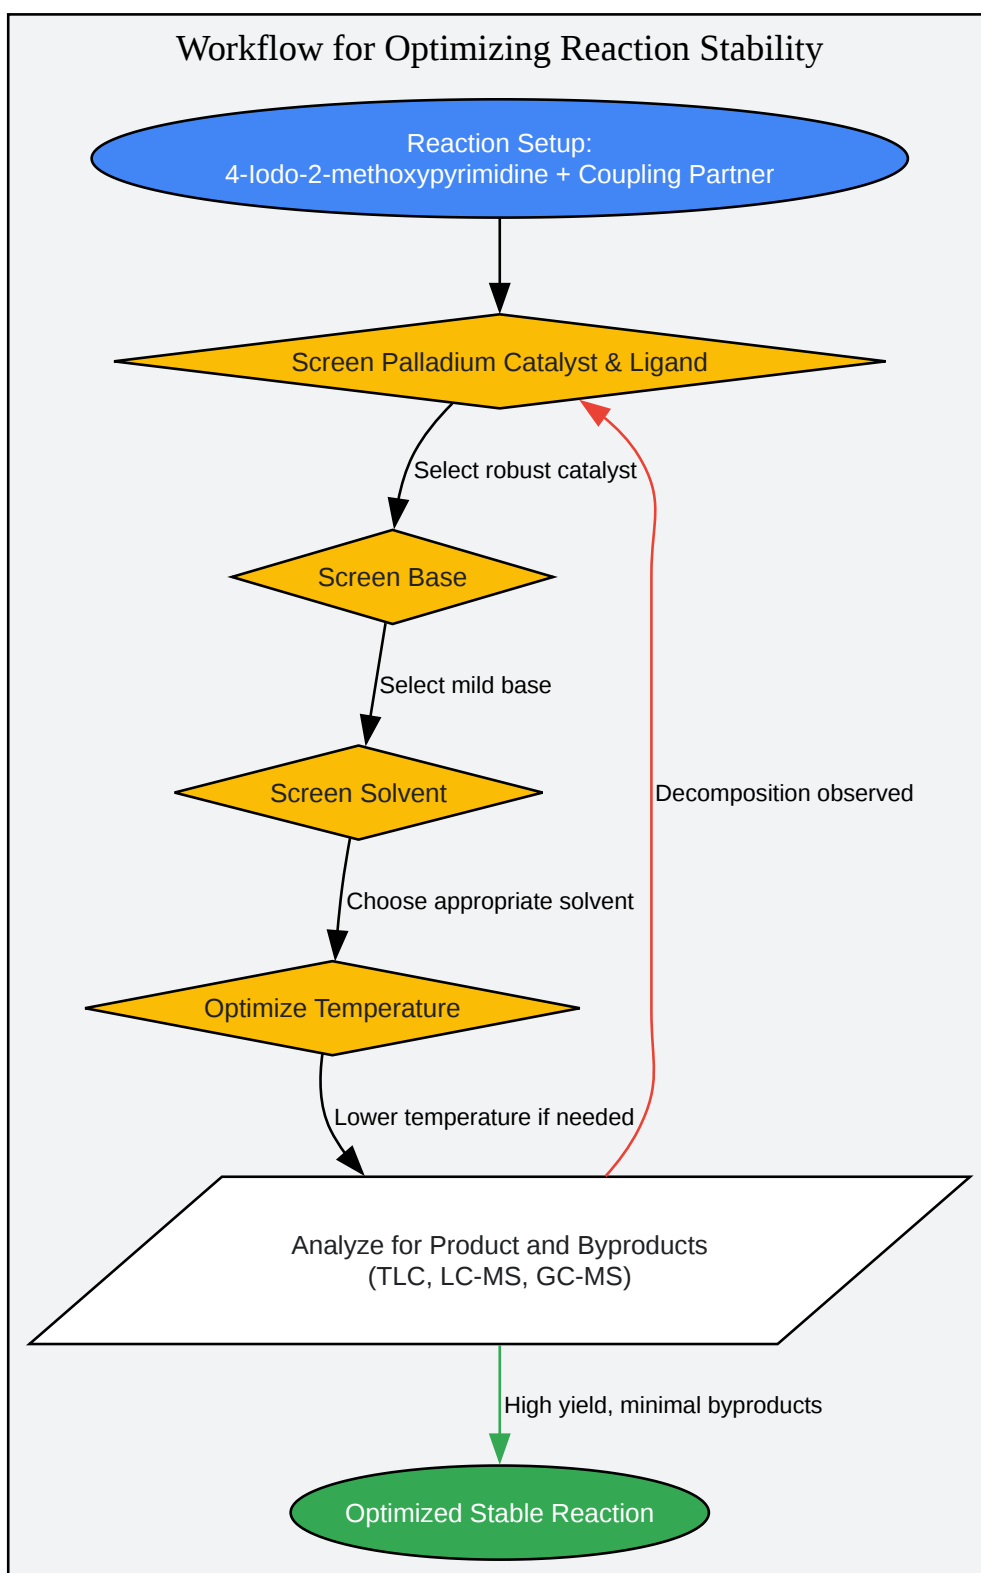 Workflow for Optimizing Reaction Stability
Reaction Setup:
4-Iodo-2-methoxypyrimidine + Coupling Partner
Screen Palladium Catalyst & Ligand
Select robust catalyst
Screen Base
Select mild base
Screen Solvent
Decomposition observed
Choose appropriate solvent
Optimize Temperature
Lower temperature if needed
Analyze for Product and Byproducts
(TLC, LC-MS, GC-MS)
High yield, minimal byproducts
Optimized Stable Reaction